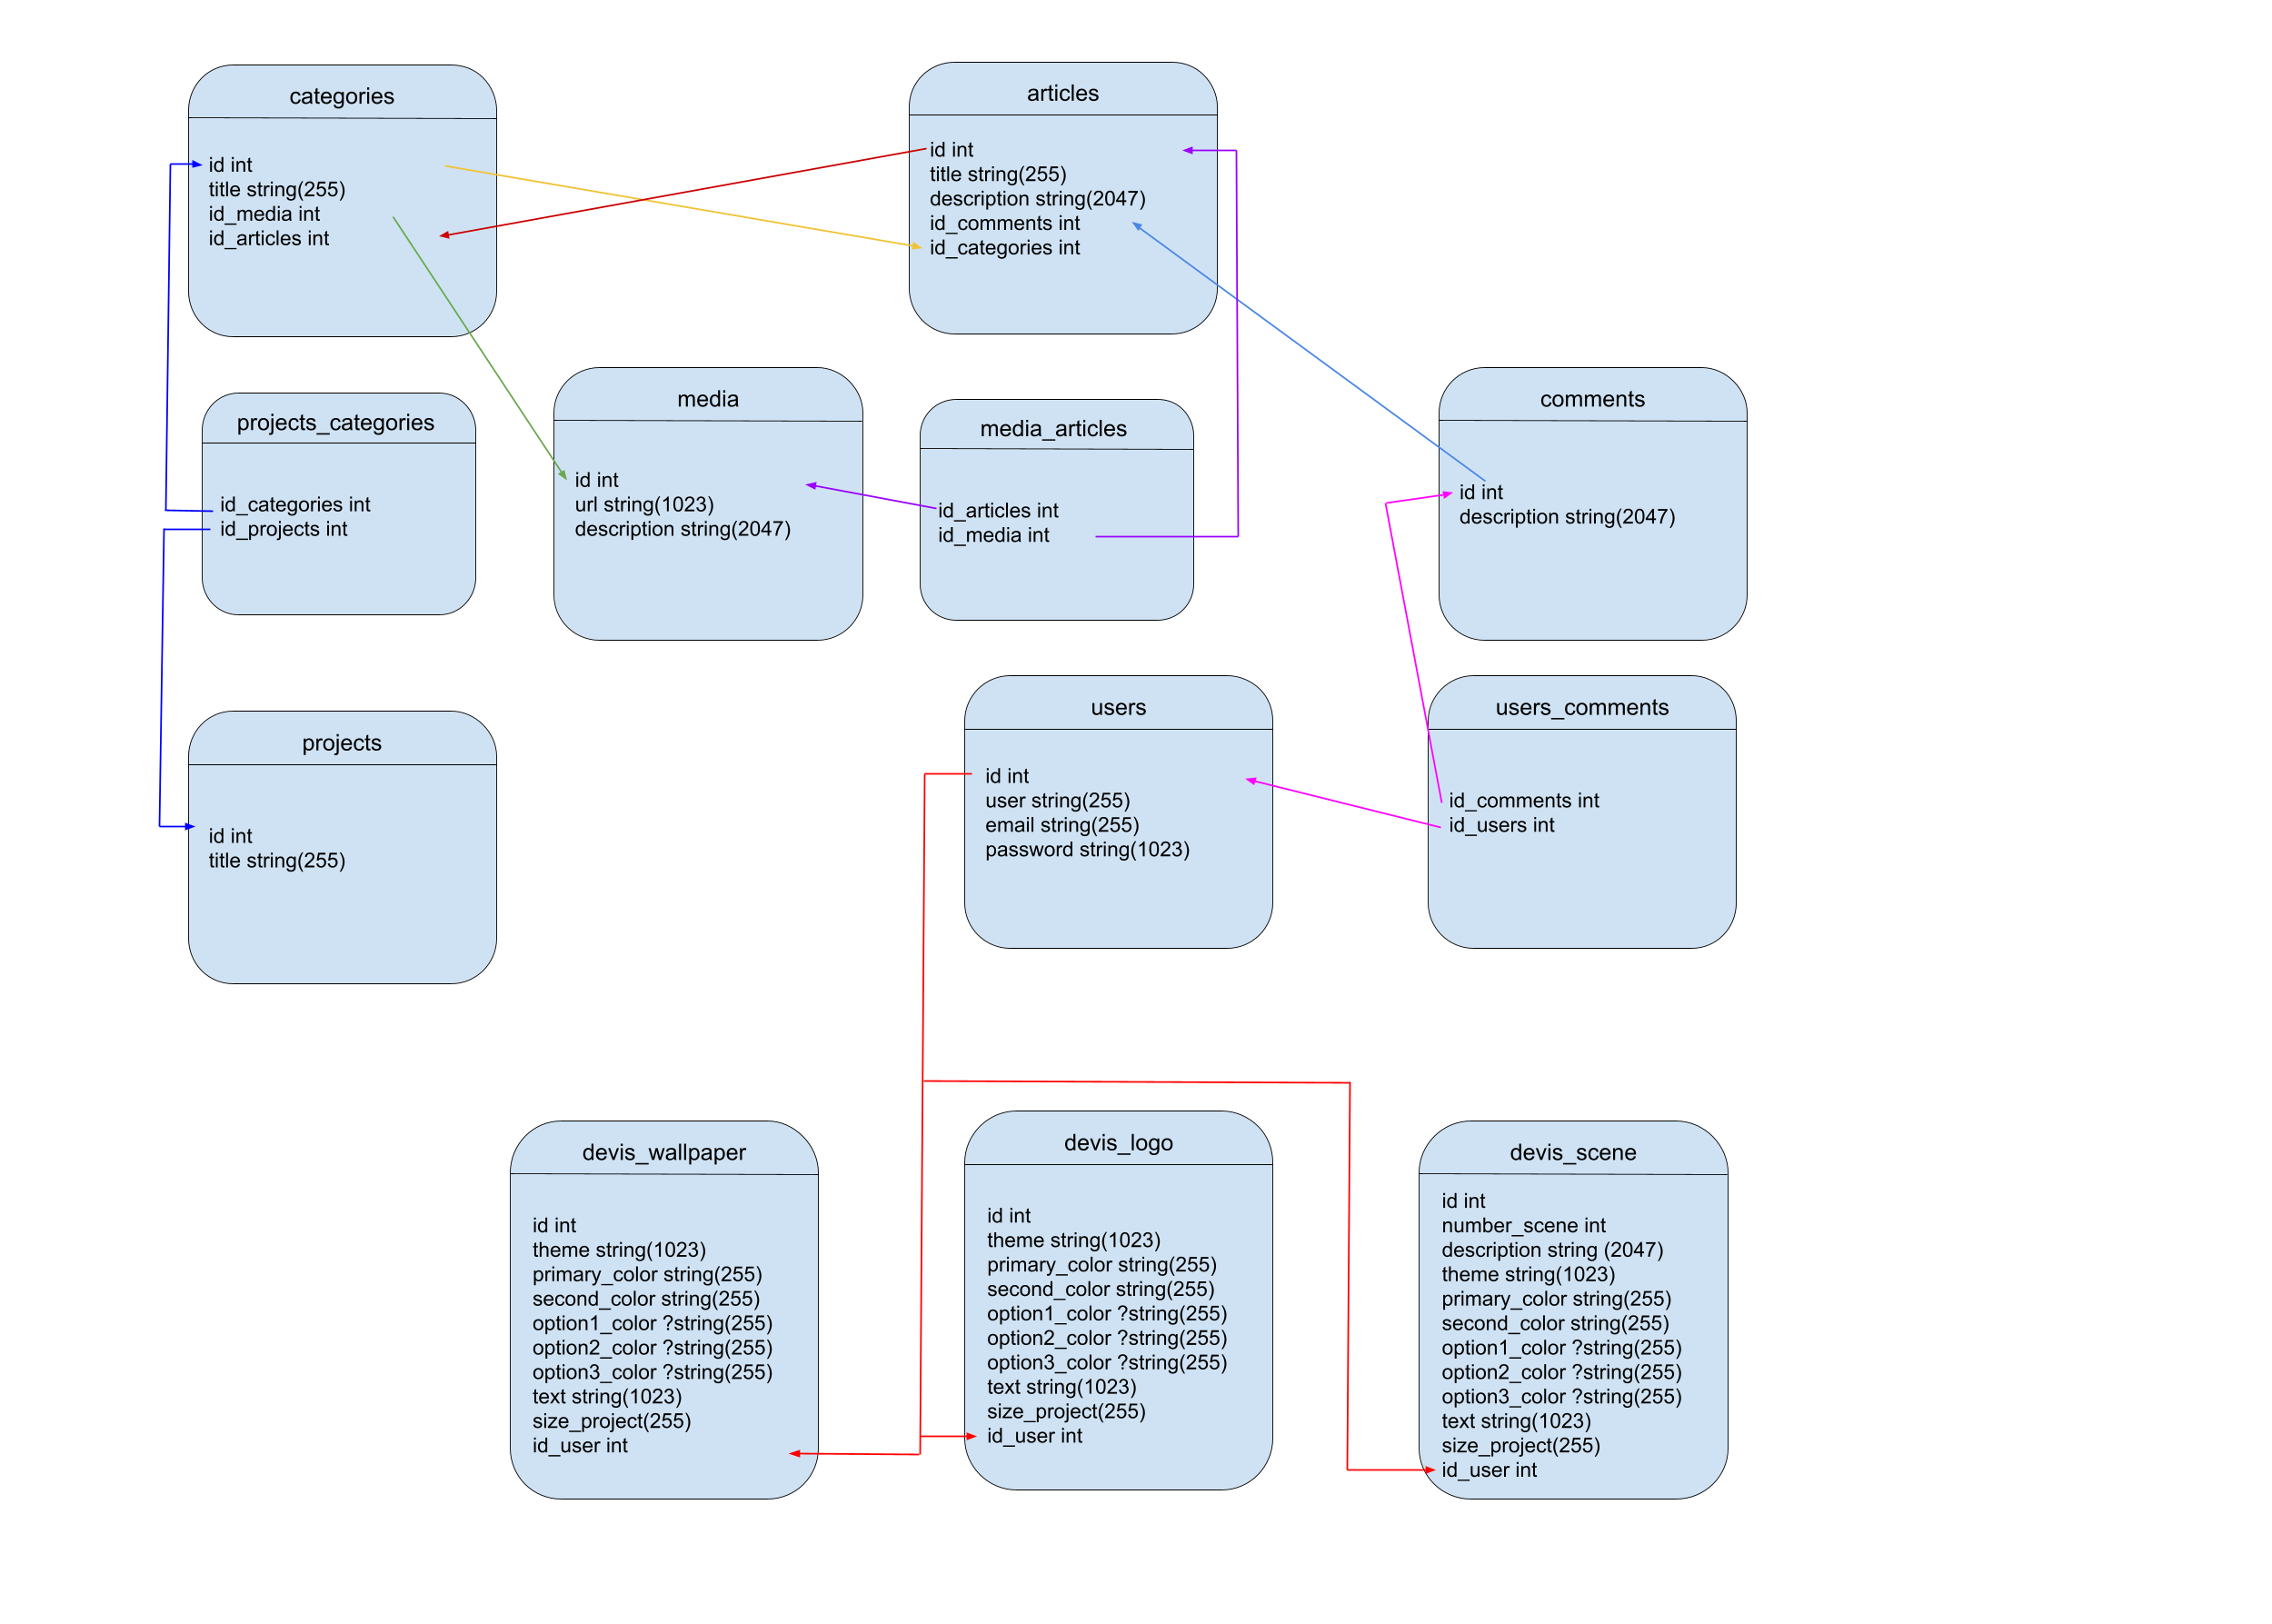 categories
id int
title string(255)
id_media int
id_articles int
articles
id int
title string(255)
description string(2047)
id_comments int
id_categories int
projects_categories
id_categories int
id_projects int
media
id int
url string(1023)
description string(2047)
media_articles
id_articles int
id_media int
comments
id int
description string(2047)
projects
id int
title string(255)
users
id int
user string(255)
email string(255)
password string(1023)
users_comments
id_comments int
id_users int
devis_wallpaper
id int
theme string(1023)
primary_color string(255)
second_color string(255)
option1_color ?string(255)
option2_color ?string(255)
option3_color ?string(255)
text string(1023)
size_project(255)
id_user int
devis_logo
id int
theme string(1023)
primary_color string(255)
second_color string(255)
option1_color ?string(255)
option2_color ?string(255)
option3_color ?string(255)
text string(1023)
size_project(255)
id_user int
devis_scene
id int
number_scene int
description string (2047)
theme string(1023)
primary_color string(255)
second_color string(255)
option1_color ?string(255)
option2_color ?string(255)
option3_color ?string(255)
text string(1023)
size_project(255)
id_user int